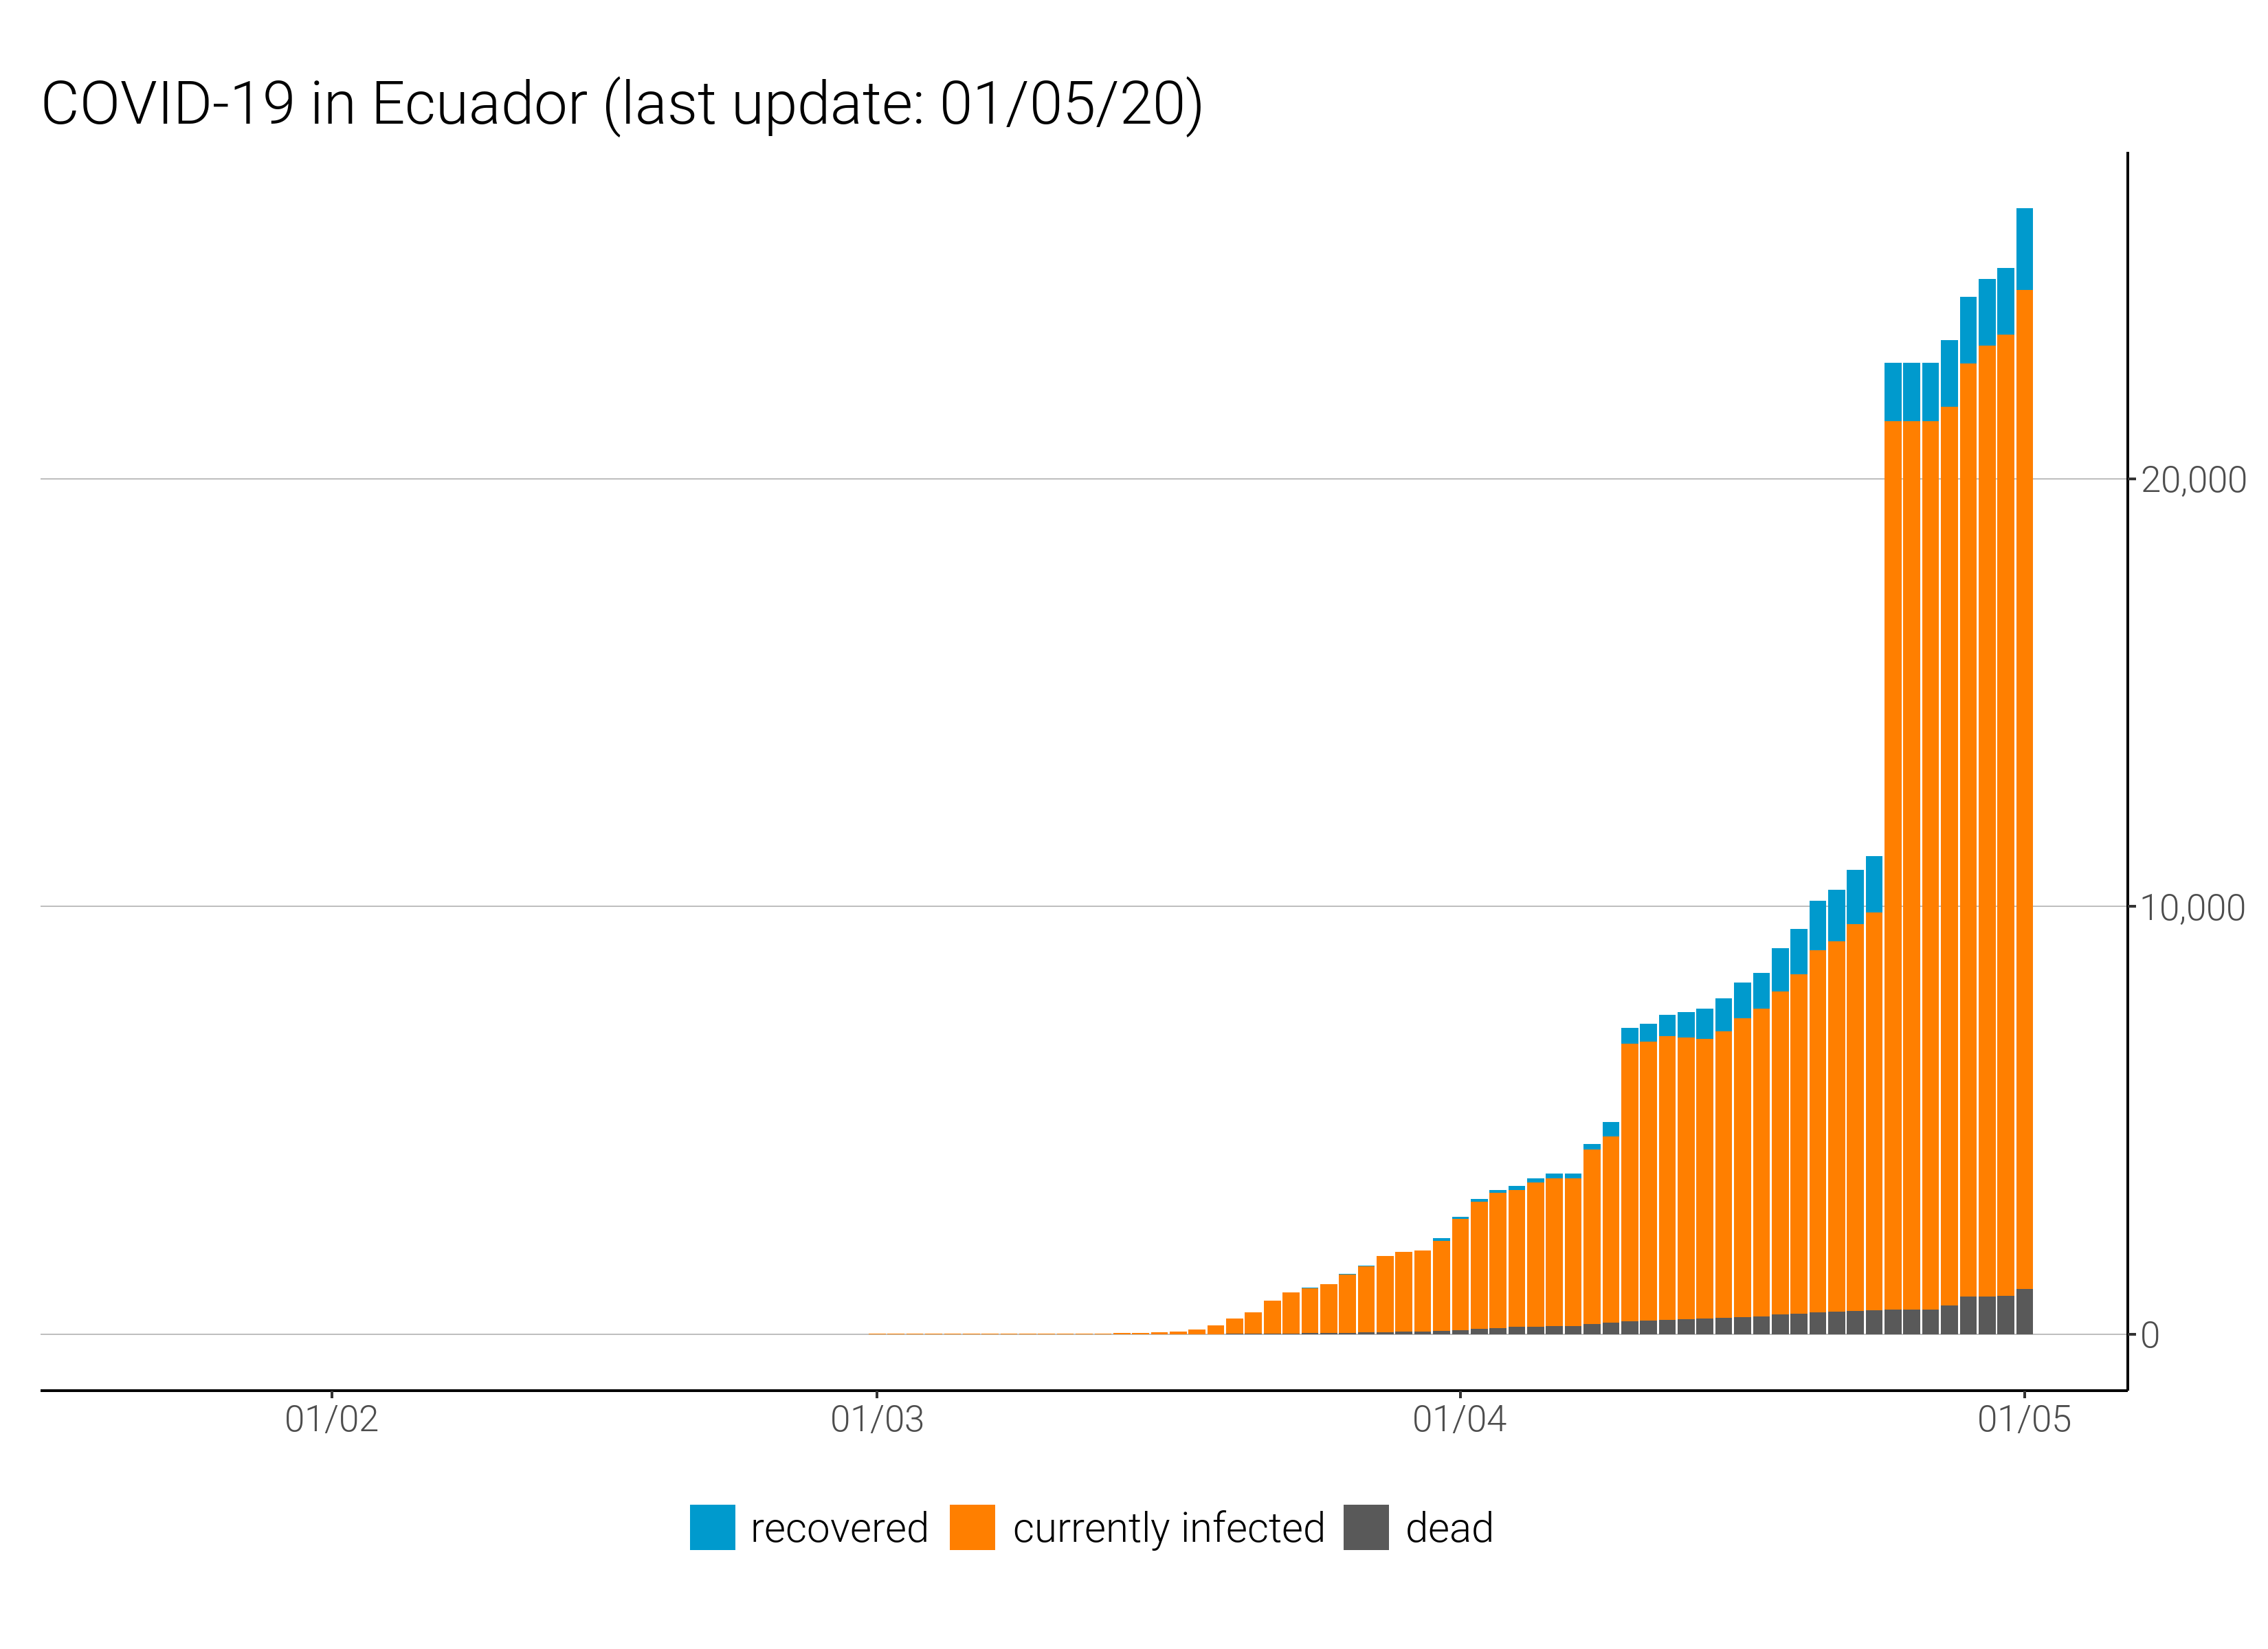 COVID-19 in Ecuador (last update: 01/05/20)
20,000
10,000
0
01/02 01/03 01/04 01/05
recovered currently infected dead